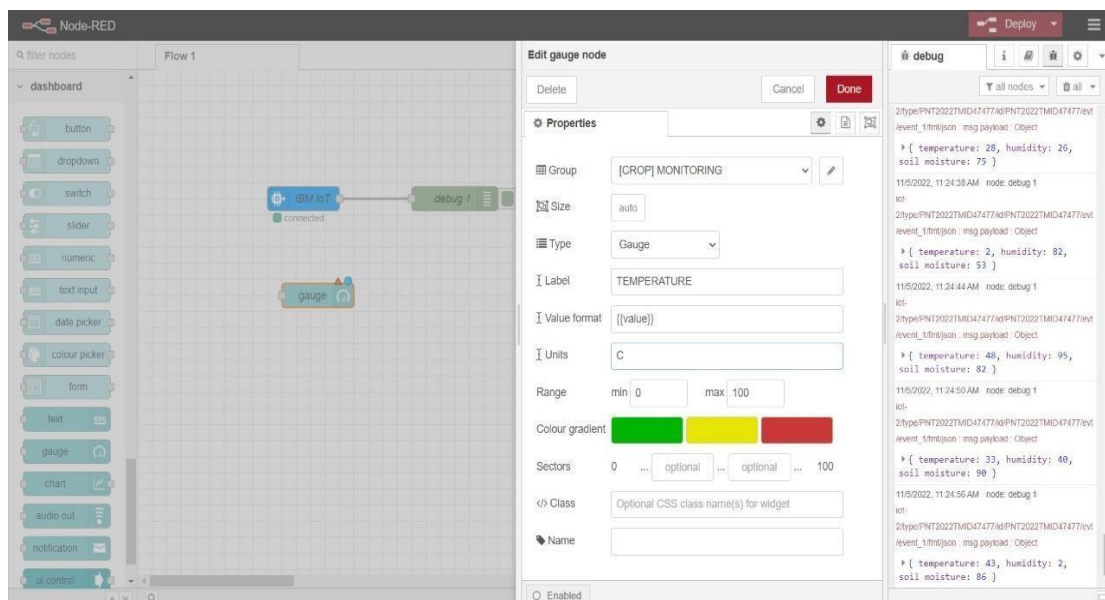 Node-RED
Deploy
filter nodes
Flow 1
dashboard
button
dropdown
switch
slider
numeric
text input
date picker
colour picker
form
text
abc
gauge
chart
audio out
notification
ui control
IBM IoT
connected
debug 1
gauge
Edit gauge node
Delete
Cancel
Done
Properties
Group
[CROP] MONITORING
Size
auto
Type
Gauge
Label
TEMPERATURE
Value format
{{value}}
Units
C
Range
min 0
max 100
Colour gradient
Sectors
0 ... optional ... optional ... 100
</> Class
Optional CSS class name(s) for widget
Name
Enabled
debug
i
all nodes
all
2/type/PNT2022TMID47477/id/PNT2022TMID47477/evt
/event_1/fmt/json : msg.payload : Object
{ temperature: 28, humidity: 26,
soil moisture: 75 }
11/5/2022, 11:24:38 AM node: debug 1
iot-
2/type/PNT2022TMID47477/id/PNT2022TMID47477/evt
/event_1/fmt/json : msg.payload : Object
{ temperature: 2, humidity: 82,
soil moisture: 53 }
11/5/2022, 11:24:44 AM node: debug 1
iot-
2/type/PNT2022TMID47477/id/PNT2022TMID47477/evt
/event_1/fmt/json : msg.payload : Object
{ temperature: 48, humidity: 95,
soil moisture: 82 }
11/5/2022, 11:24:50 AM node: debug 1
iot-
2/type/PNT2022TMID47477/id/PNT2022TMID47477/evt
/event_1/fmt/json : msg.payload : Object
{ temperature: 33, humidity: 40,
soil moisture: 90 }
11/5/2022, 11:24:56 AM node: debug 1
iot-
2/type/PNT2022TMID47477/id/PNT2022TMID47477/evt
/event_1/fmt/json : msg.payload : Object
{ temperature: 43, humidity: 2,
soil moisture: 86 }